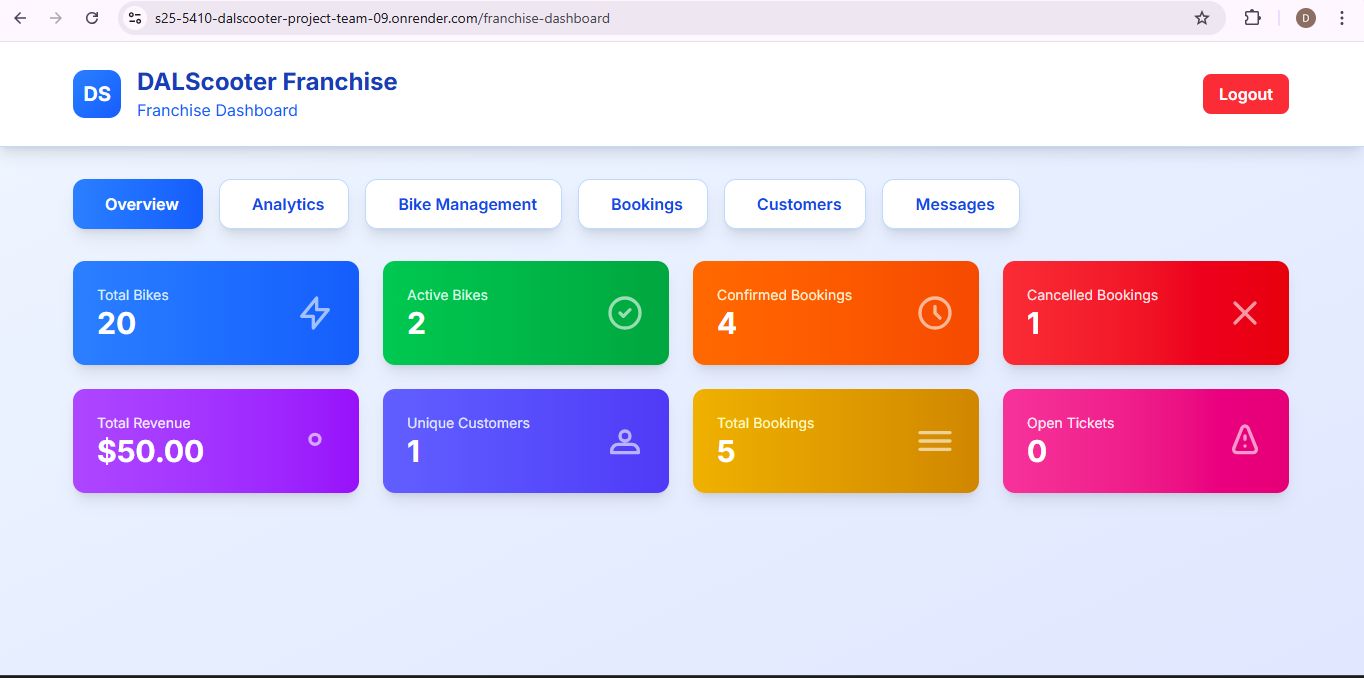 s25-5410-dalscooter-project-team-09.onrender.com/franchise-dashboard
D
DS
DALScooter Franchise
Franchise Dashboard
Logout
Overview
Analytics
Bike Management
Bookings
Customers
Messages
Total Bikes
20
Active Bikes
2
Confirmed Bookings
4
Cancelled Bookings
1
Total Revenue
$50.00
Unique Customers
1
Total Bookings
5
Open Tickets
0